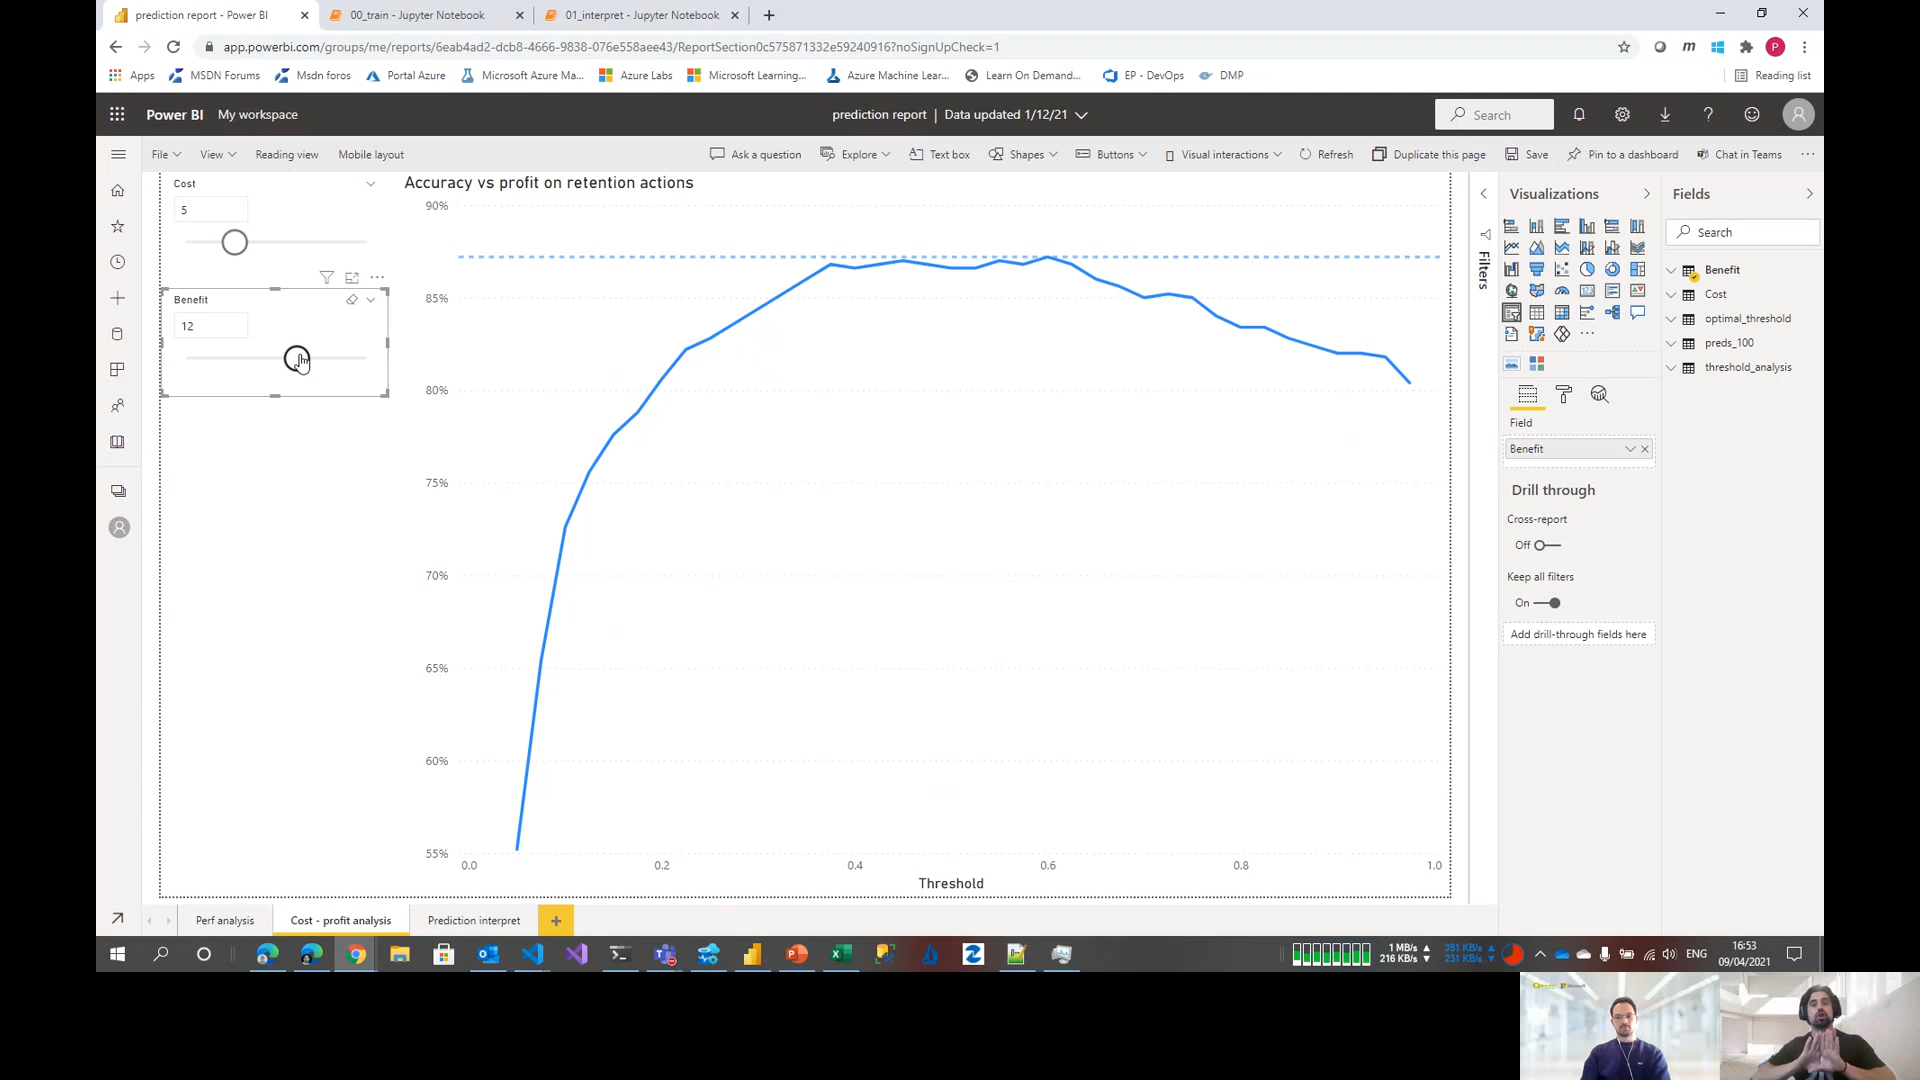 prediction report - Power BI
00_train - Jupyter Notebook
01_interpret - Jupyter Notebook
app.powerbi.com/groups/me/reports/6eab4ad2-dcb8-4666-9838-076e558aee43/ReportSection0c575871332e59240916?noSignUpCheck=1
P
Apps
MSDN Forums
Msdn foros
Portal Azure
Microsoft Azure Ma...
Azure Labs
Microsoft Learning...
Azure Machine Lear...
Learn On Demand...
EP - DevOps
DMP
Reading list
Power BI My workspace
prediction report | Data updated 1/12/21
Search
File
View
Reading view
Mobile layout
Ask a question
Explore
Text box
Shapes
Buttons
Visual interactions
Refresh
Duplicate this page
Save
Pin to a dashboard
Chat in Teams
Cost
5
Benefit
12
Accuracy vs profit on retention actions
90%
85%
80%
75%
70%
65%
60%
55%
0.0 0.2 0.4 0.6 0.8 1.0
Threshold
Filters
Visualizations
Field
Benefit
Drill through
Cross-report
Off
Keep all filters
On
Add drill-through fields here
Fields
Search
Benefit
Cost
optimal_threshold
preds_100
threshold_analysis
Perf analysis
Cost - profit analysis
Prediction interpret
1 MB/s
216 KB/s
381 KB/s
231 KB/s
ENG
16:53
09/04/2021